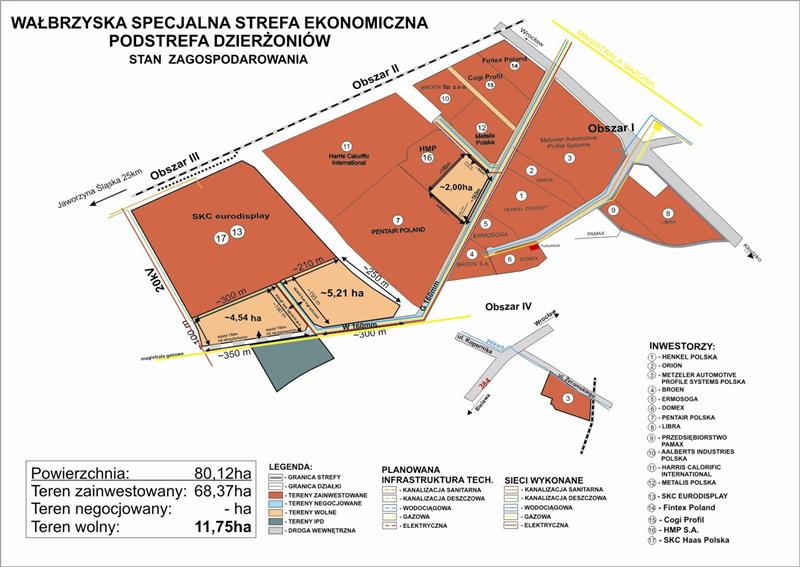 WAŁBRZYSKA SPECJALNA STREFA EKONOMICZNA
PODSTREFA DZIERŻONIÓW
STAN ZAGOSPODAROWANIA
Wrocław
MAGISTRALA GAZOWA
Obszar II
Fintex Poland
14
Cogi Profil
15
BROEN Sp. z o.o.
10
12
Metalis
Polska
Obszar I
Metzeler Automotive
Profile Systems
3
11
Harris Calorific
International
HMP
16
Obszar III
Jaworzyna Śląska 25km
~2,00ha
2
ORION
1
HENKEL CERESIT
9
8
LIBRA
PAMAX
SKC eurodisplay
17
13
7
PENTAIR POLAND
5
ERMOSOGA
4
BROEN S.A.
6
DOMEX
Kłodzko
20KV
~210 m
~250 m
~300 m
~5,21 ha
~4,54 ha
G 160mm
W 160mm
~300 m
100 m
~350 m
magistrala gazowa
Obszar IV
Wrocław
ul. Kopernika
384
Bielawa
ul. Żeromskiego
3
INWESTORZY:
1 - HENKEL POLSKA
2 - ORION
3 - METZELER AUTOMOTIVE
PROFILE SYSTEMS POLSKA
4 - BROEN
5 - ERMOSOGA
6 - DOMEX
7 - PENTAIR POLSKA
8 - LIBRA
9 - PRZEDSIĘBIORSTWO
PAMAX
10 - AALBERTS INDUSTRIES
POLSKA
11 - HARRIS CALORIFIC
INTERNATIONAL
12 - METALIS POLSKA
13 - SKC EURODISPLAY
14 - Fintex Poland
15 - Cogi Profil
16 - HMP S.A.
17 - SKC Haas Polska
Powierzchnia: 80,12ha
Teren zainwestowany: 68,37ha
Teren negocjowany: - ha
Teren wolny: 11,75ha
LEGENDA:
- GRANICA STREFY
- GRANICA DZIAŁKI
- TERENY ZAINWESTOWANE
- TERENY NEGOCJOWANE
- TERENY WOLNE
- TERENY IPD
- DROGA WEWNĘTRZNA
PLANOWANA
INFRASTRUKTURA TECH.
- KANALIZACJA SANITARNA
- KANALIZACJA DESZCZOWA
- WODOCIĄGOWA
- GAZOWA
- ELEKTRYCZNA
SIECI WYKONANE
- KANALIZACJA SANITARNA
- KANALIZACJA DESZCZOWA
- WODOCIĄGOWA
- GAZOWA
- ELEKTRYCZNA